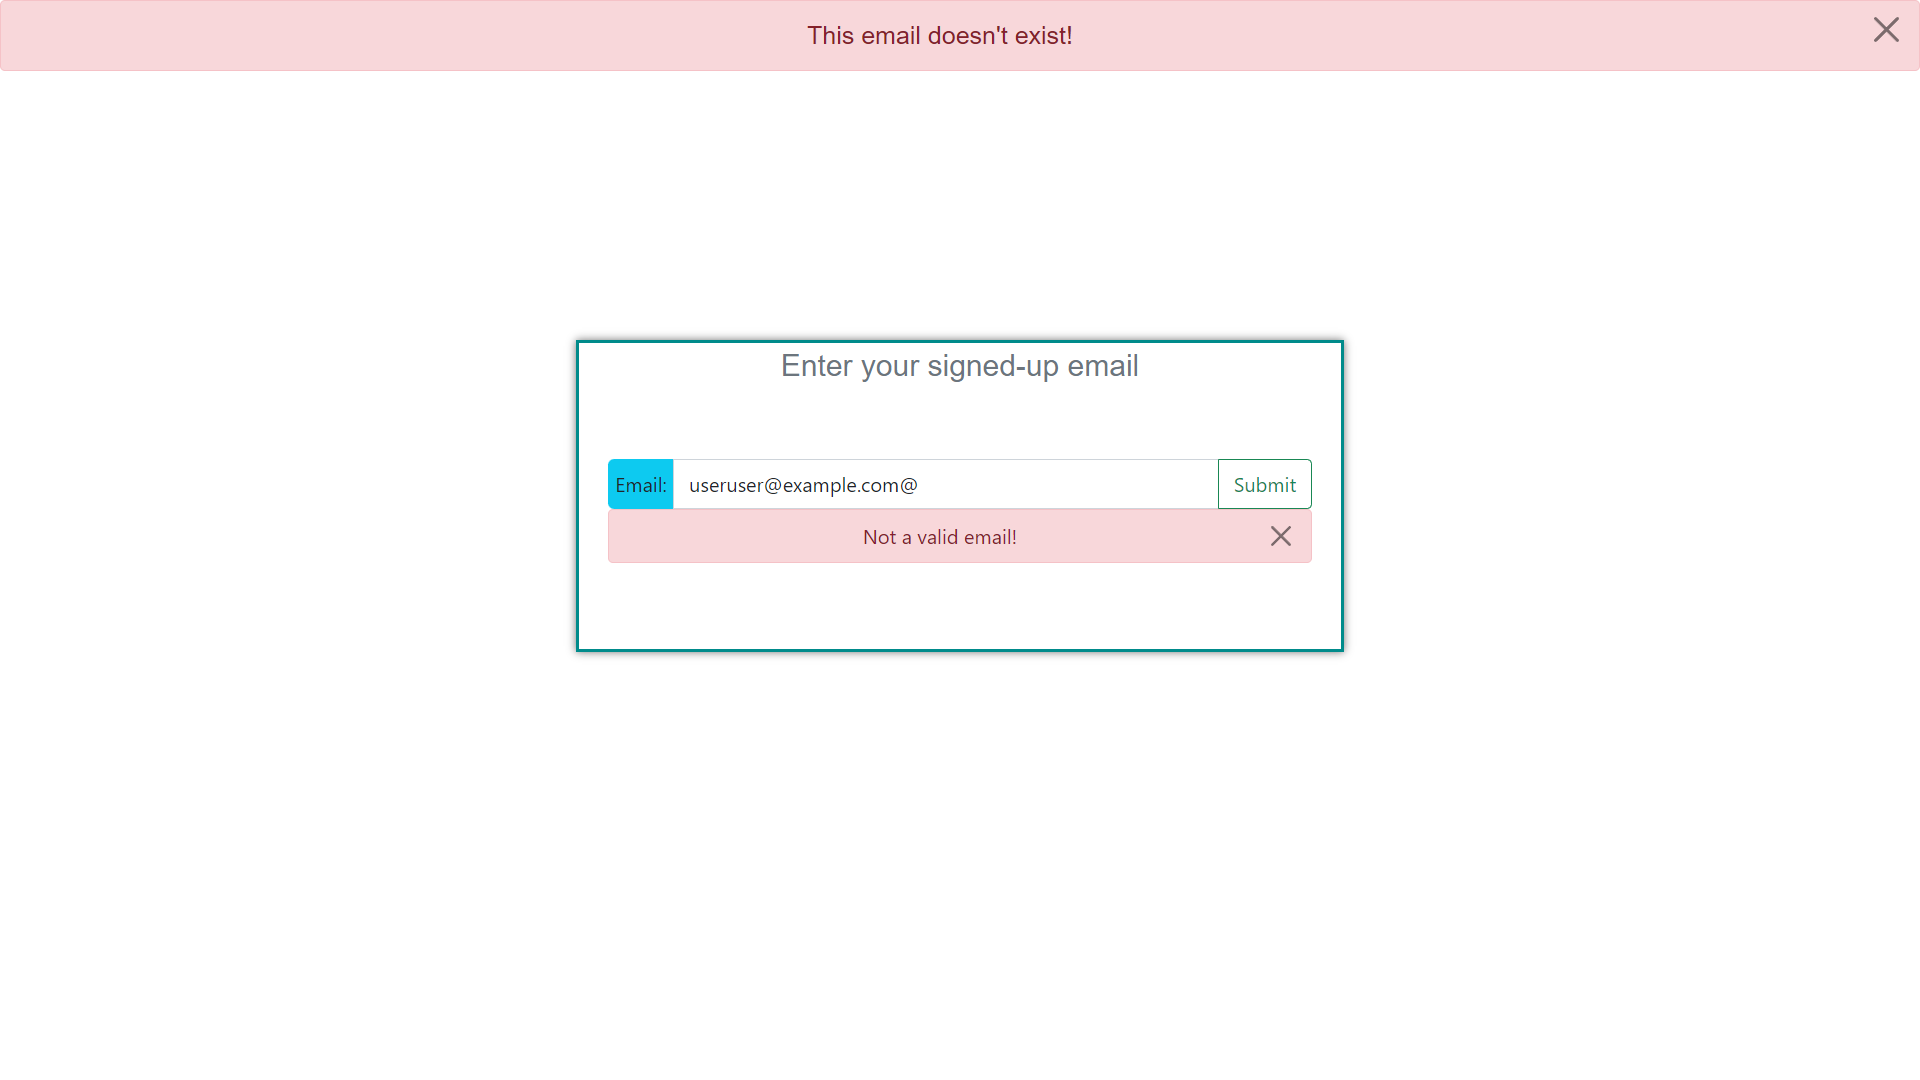 This email doesn't exist!
Enter your signed-up email
Email: useruser@example.com@ Submit
Not a valid email!